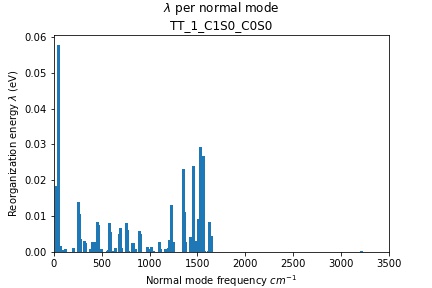 λ per normal mode
TT_1_C1S0_C0S0
0.06
0.05
0.04
0.03
0.02
0.01
0.00
Reorganization energy λ (eV)
0 500 1000 1500 2000 2500 3000 3500
Normal mode frequency cm⁻¹